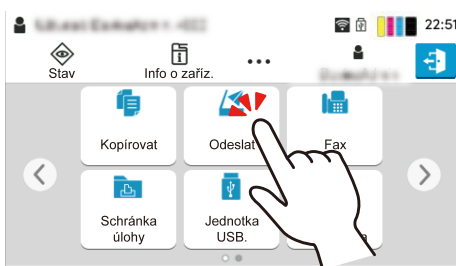 22:51
Stav
Info o zaříz.
Kopírovat
Odeslat
Fax
Schránka
úlohy
Jednotka
USB.